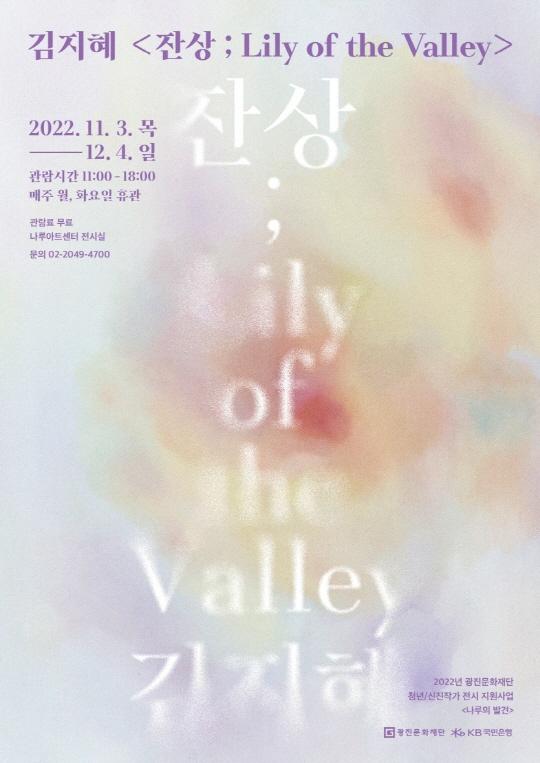 김지혜 <잔상 ; Lily of the Valley>
2022. 11. 3. 목
——12. 4. 일
관람시간 11:00 - 18:00
매주 월, 화요일 휴관
관람료 무료
나루아트센터 전시실
문의 02-2049-4700
잔상
;
Lily
of
the
Valley
김지혜
2022년 광진문화재단
청년/신진작가 전시 지원사업
<나루의 발견>
광진문화재단 KB국민은행